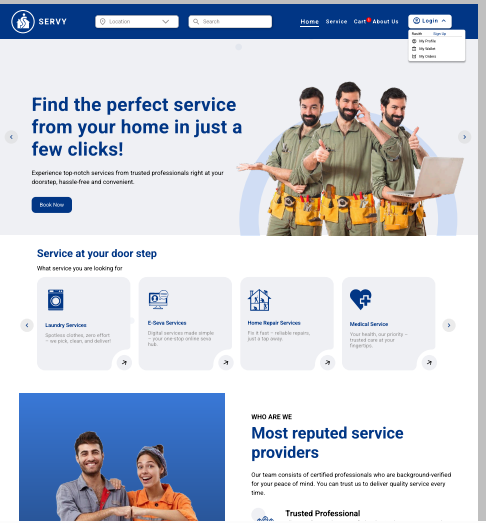 SERVY
Location
Search
Home
Service
Cart
About Us
Login
Sign Up
My Profile
My Wallet
My Orders
Find the perfect service
from your home in just a
few clicks!
Experience top-notch services from trusted professionals right at your
doorstep, hassle-free and convenient.
Book Now
Service at your door step
What service you are looking for
Laundry Services
Spotless clothes, zero effort
– we pick, clean, and deliver!
E-Seva Services
Digital services made simple
– your one-stop online seva
hub.
Home Repair Services
Fix it fast – reliable repairs,
just a tap away
Medical Service
Your health, our priority –
trusted care at your
fingertips.
WHO ARE WE
Most reputed service
providers
Our team consists of certified professionals who are background-verified
for your peace of mind. You can trust us to deliver quality service every
time.
Trusted Professional